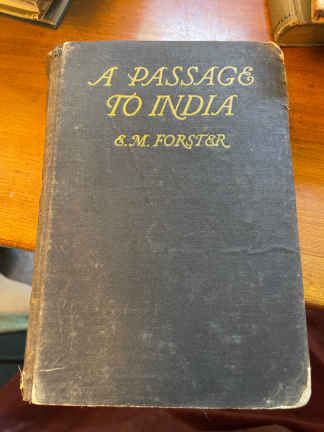 A PASSAGE
TO INDIA
E. M. FORSTER